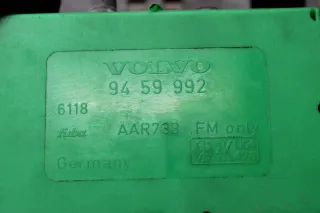 VOLVO
94 59 992
6118
AAR733 FM only
Germany